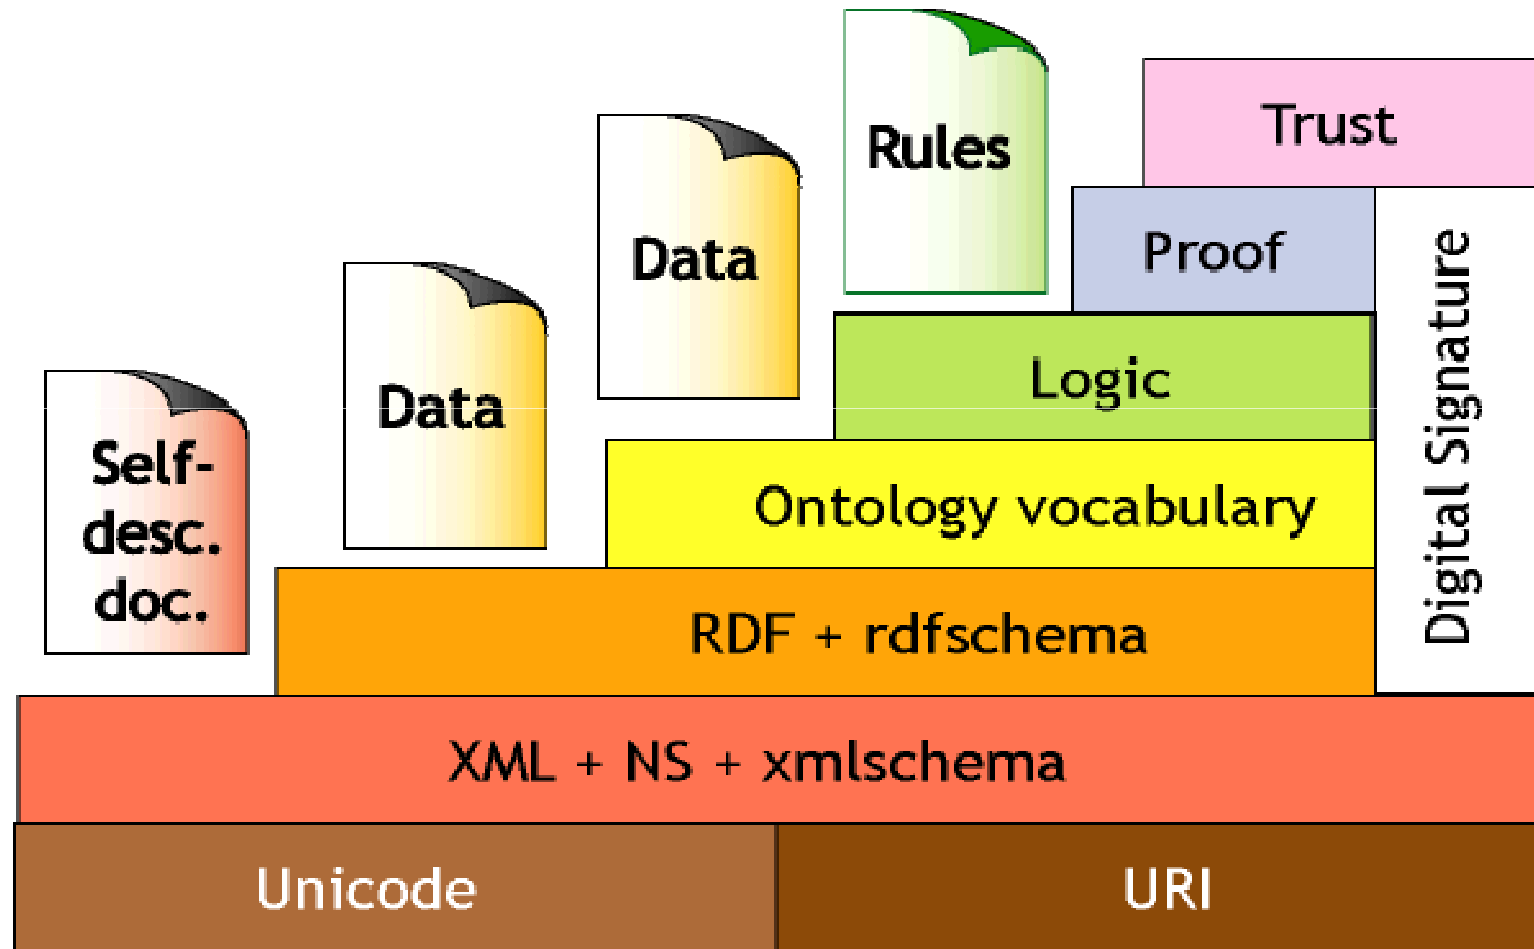 Rules
Trust
Data
Proof
Data
Logic
Self-
desc.
doc.
Ontology vocabulary
Digital Signature
RDF + rdfschema
XML + NS + xmlschema
Unicode
URI